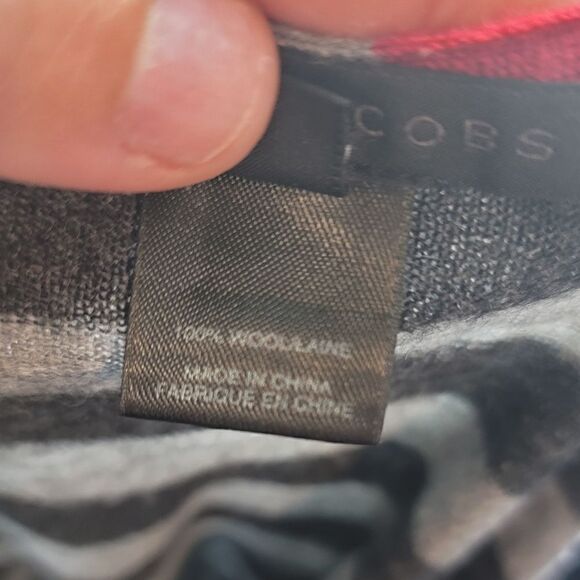 COBS
100% WOOL/LAINE
MADE IN CHINA
FABRIQUE EN CHINE